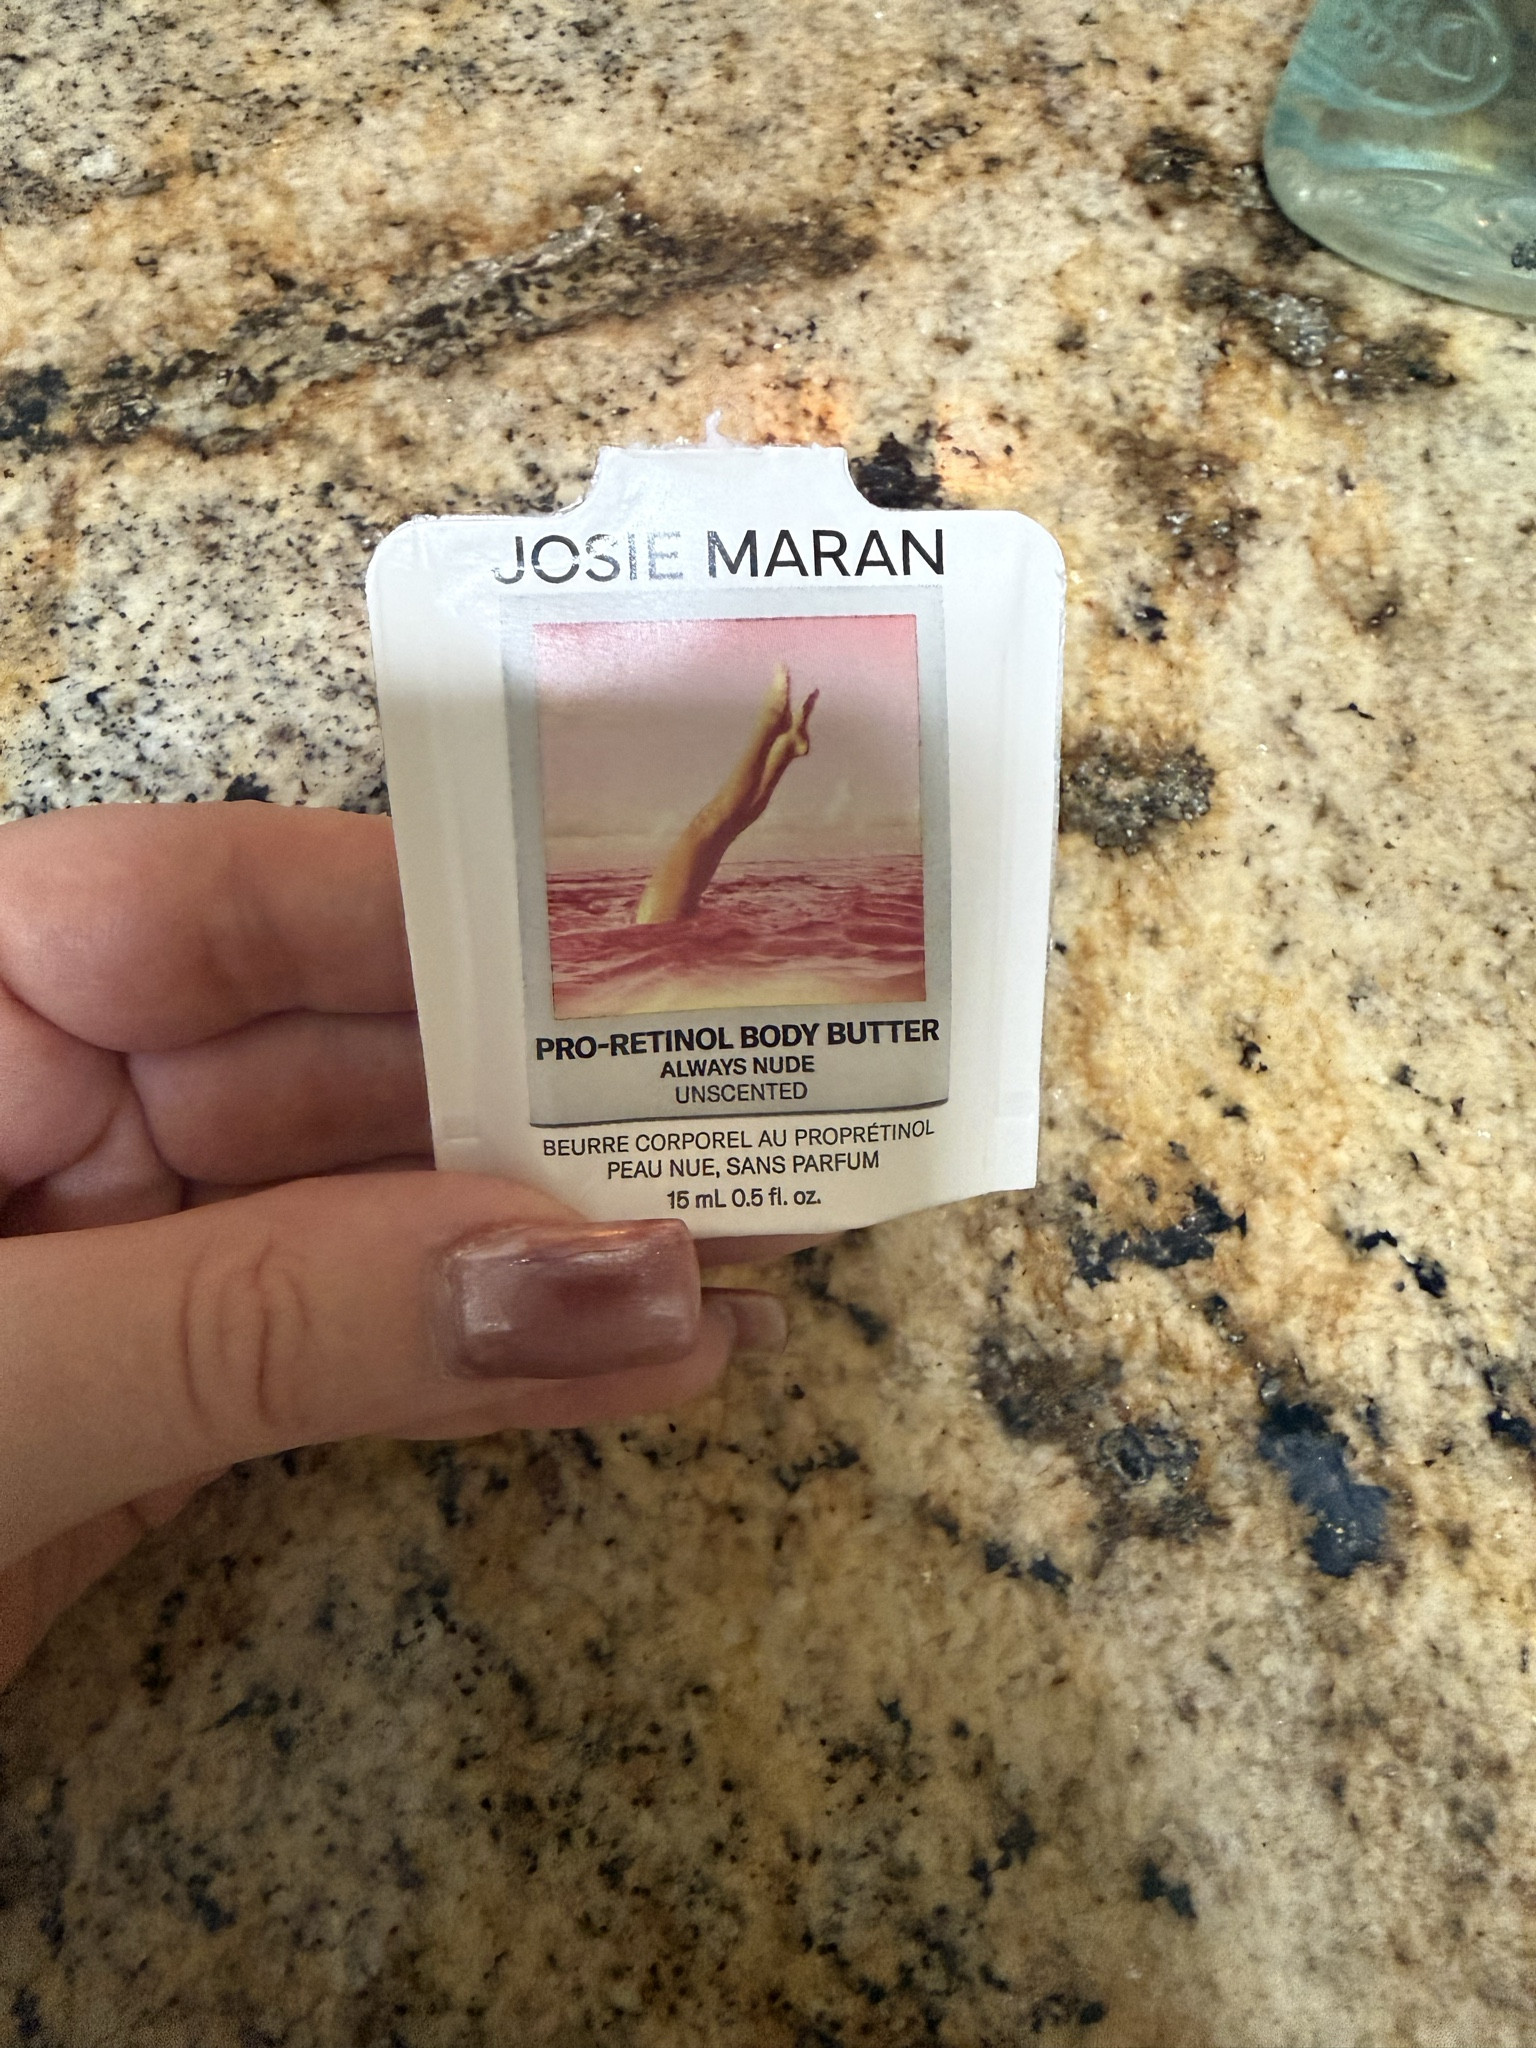 JOSIE MARAN
PRO-RETINOL BODY BUTTER
ALWAYS NUDE
UNSCENTED
BEURRE CORPOREL AU PROPRÉTINOL
PEAU NUE, SANS PARFUM
15 mL 0.5 fl. oz.